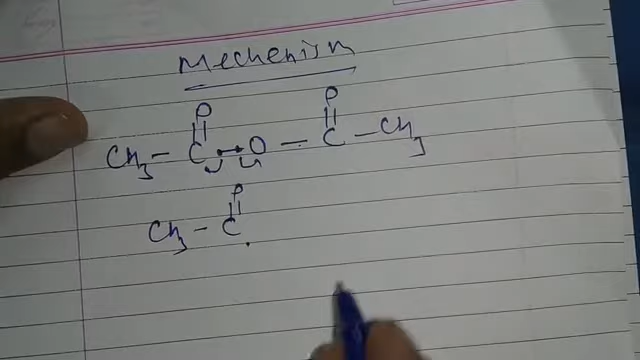 Mechenism
O O
CH3 - C - O - C - CH3
O
CH3 - C .